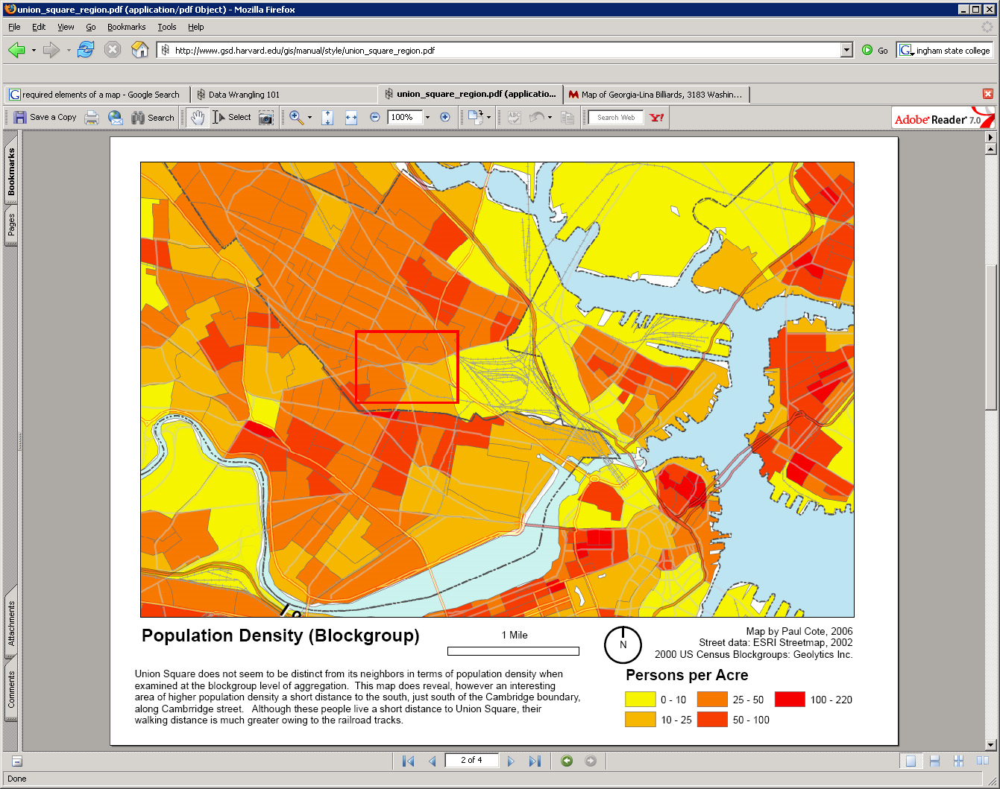 union_square_region.pdf (application/pdf Object) - Mozilla Firefox
File Edit View Go Bookmarks Tools Help
http://www.gsd.harvard.edu/gis/manual/style/union_square_region.pdf Go ingham state college
required elements of a map - Google Search Data Wrangling 101 union_square_region.pdf (applicatio... Map of Georgia-Lina Billiards, 3183 Washin...
Save a Copy Search Select 100% Search Web Y! Adobe Reader 7.0
Bookmarks
Pages
Attachments
Comments
Population Density (Blockgroup)
1 Mile
N
Map by Paul Cote, 2006
Street data: ESRI Streetmap, 2002
2000 US Census Blockgroups: Geolytics Inc.
Union Square does not seem to be distinct from its neighbors in terms of population density when
examined at the blockgroup level of aggregation. This map does reveal, however an interesting
area of higher population density a short distance to the south, just south of the Cambridge boundary,
along Cambrridge street. Although these people live a short distance to Union Square, their
walking distance is much greater owing to the railroad tracks.
Persons per Acre
0 - 10 25 - 50 100 - 220
10 - 25 50 - 100
2 of 4
Done